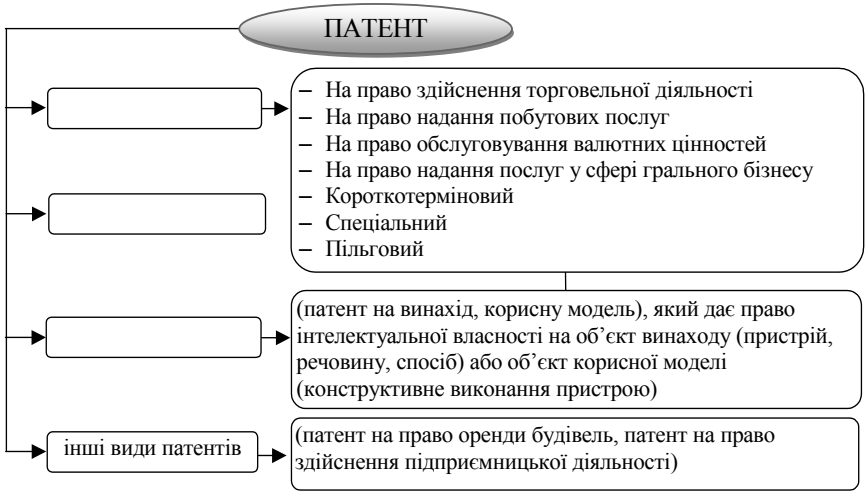 ПАТЕНТ
– На право здійснення торговельної діяльності
– На право надання побутових послуг
– На право обслуговування валютних цінностей
– На право надання послуг у сфері грального бізнесу
– Короткотерміновий
– Спеціальний
– Пільговий
(патент на винахід, корисну модель), який дає право
інтелектуальної власності на об’єкт винаходу (пристрій,
речовину, спосіб) або об’єкт корисної моделі
(конструктивне виконання пристрою)
інші види патентів
(патент на право оренди будівель, патент на право
здійснення підприємницької діяльності)